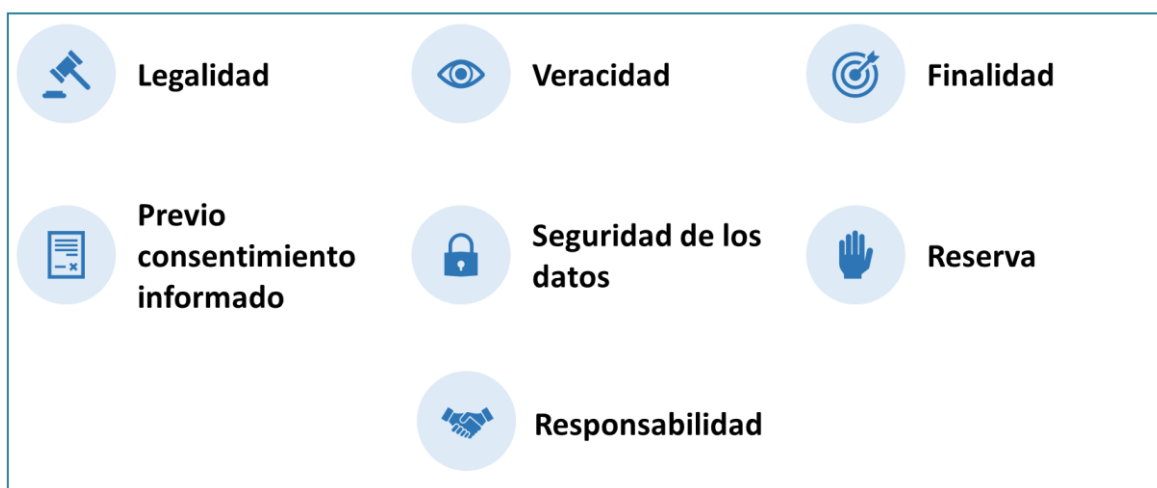 Legalidad
Veracidad
Finalidad
Previo
consentimiento
informado
Seguridad de los
datos
Reserva
Responsabilidad